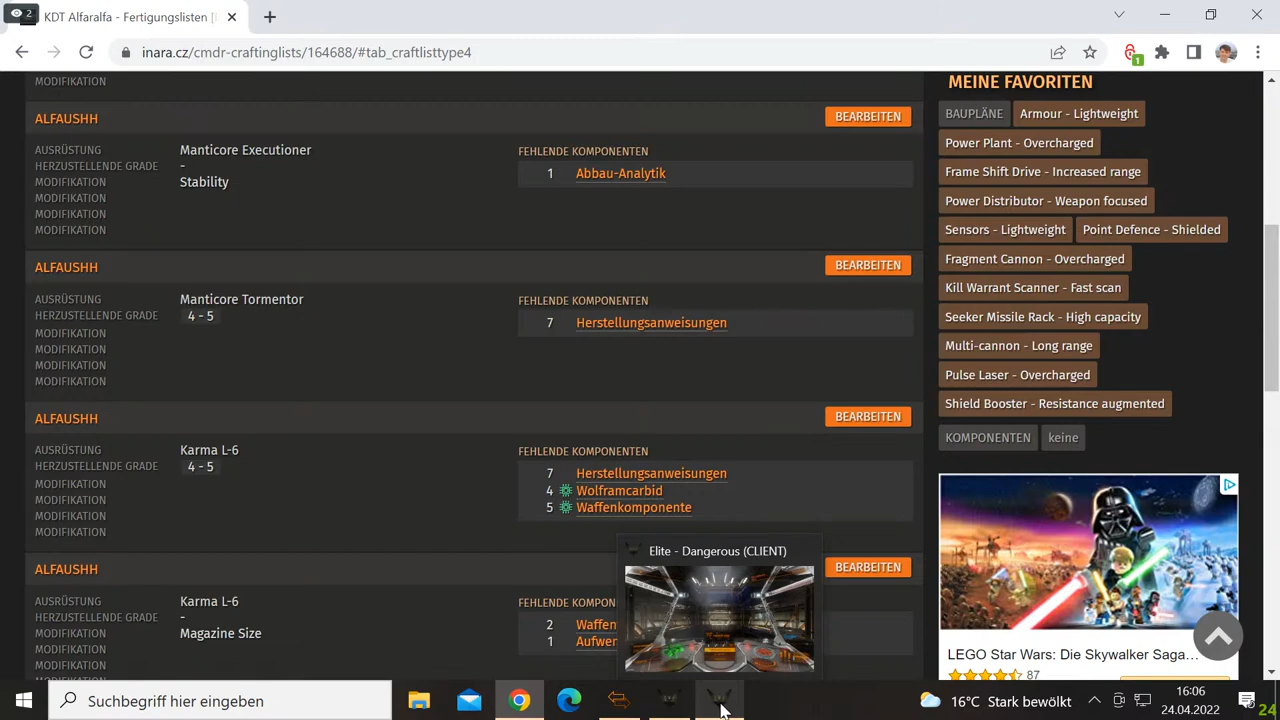 2
KDT Alfaralfa - Fertigungslisten [
inara.cz/cmdr-craftinglists/164688/#tab_craftlisttype4
1
MODIFIKATION
ALFAUSHH
BEARBEITEN
AUSRÜSTUNG Manticore Executioner
HERZUSTELLENDE GRADE -
MODIFIKATION Stability
MODIFIKATION
MODIFIKATION
MODIFIKATION
FEHLENDE KOMPONENTEN
1 Abbau-Analytik
ALFAUSHH
BEARBEITEN
AUSRÜSTUNG Manticore Tormentor
HERZUSTELLENDE GRADE 4 - 5
MODIFIKATION
MODIFIKATION
MODIFIKATION
MODIFIKATION
FEHLENDE KOMPONENTEN
7 Herstellungsanweisungen
ALFAUSHH
BEARBEITEN
AUSRÜSTUNG Karma L-6
HERZUSTELLENDE GRADE 4 - 5
MODIFIKATION
MODIFIKATION
MODIFIKATION
MODIFIKATION
FEHLENDE KOMPONENTEN
7 Herstellungsanweisungen
4 Wolframcarbid
5 Waffenkomponente
ALFAUSHH
BEARBEITEN
AUSRÜSTUNG Karma L-6
HERZUSTELLENDE GRADE -
MODIFIKATION Magazine Size
MODIFIKATION
MODIFIKATION
FEHLENDE KOMPON
2 Waffen
1 Aufwer
Elite - Dangerous (CLIENT)
MEINE FAVORITEN
BAUPLÄNE Armour - Lightweight
Power Plant - Overcharged
Frame Shift Drive - Increased range
Power Distributor - Weapon focused
Sensors - Lightweight Point Defence - Shielded
Fragment Cannon - Overcharged
Kill Warrant Scanner - Fast scan
Seeker Missile Rack - High capacity
Multi-cannon - Long range
Pulse Laser - Overcharged
Shield Booster - Resistance augmented
KOMPONENTEN keine
LEGO Star Wars: Die Skywalker Saga...
87
Suchbegriff hier eingeben
16°C Stark bewölkt
16:06
24.04.2022
24